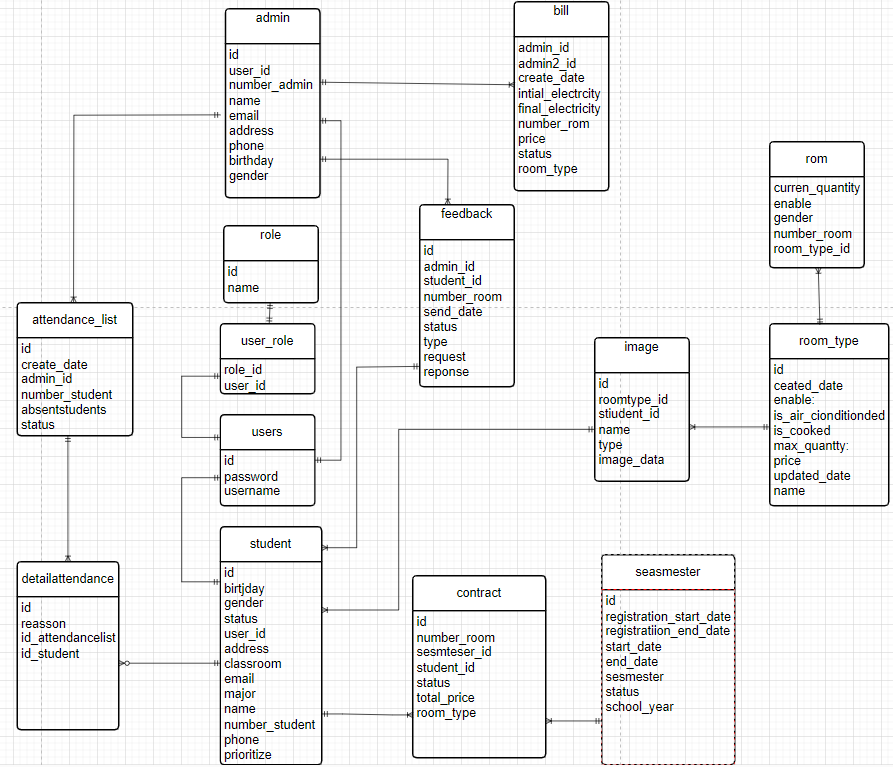 admin
id
user_id
number_admin
name
email
address
phone
birthday
gender
bill
admin_id
admin2_id
create_date
intial_electrcity
final_electricity
number_rom
price
status
room_type
rom
curren_quantity
enable
gender
number_room
room_type_id
feedback
id
admin_id
student_id
number_room
send_date
status
type
request
reponse
role
id
name
attendance_list
id
create_date
admin_id
number_student
absentstudents
status
user_role
role_id
user_id
image
id
roomtype_id
stiudent_id
name
type
image_data
room_type
id
ceated_date
enable:
is_air_cionditionded
is_cooked
max_quantty:
price
updated_date
name
users
id
password
username
student
id
birtjday
gender
status
user_id
address
classroom
email
major
name
number_student
phone
prioritize
detailattendance
id
reasson
id_attendancelist
id_student
contract
id
number_room
sesmteser_id
student_id
status
total_price
room_type
seasmester
id
registration_start_date
registratiion_end_date
start_date
end_date
sesmester
status
school_year